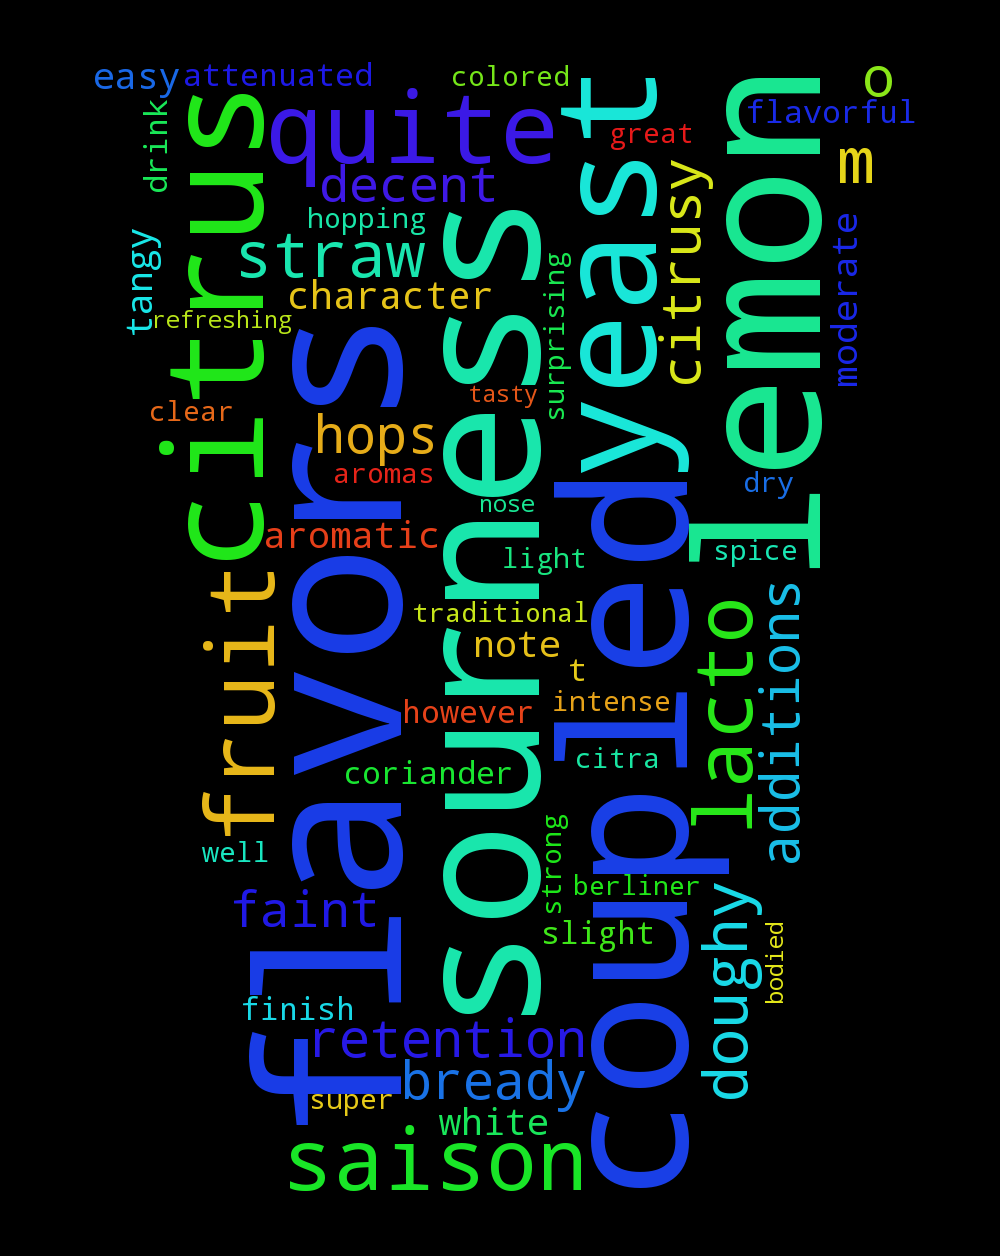 easy
attenuated
colored
o
drink
citrus
quite
yeast
great
lemon
flavorful
m
decent
citrusy
hopping
straw
sourness
moderate
tangy
surprising
character
refreshing
flavors
tasty
clear
hops
aromas
coupled
dry
nose
aromatic
light
spice
fruit
traditional
lacto
additions
note
t
intense
however
citra
coriander
well
strong
berliner
faint
slight
doughy
bodied
finish
retention
bready
super
white
saison